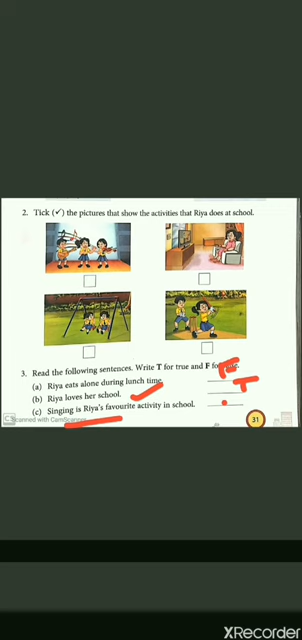 2. Tick (✓) the pictures that show the activities that Riya does at school.
3. Read the following sentences. Write T for true and F for
F
(a) Riya eats alone during lunch time.
T
(b) Riya loves her school.
(c) Singing is Riya's favourite activity in school.
CS Scanned with CamScanner
31
XRecorder